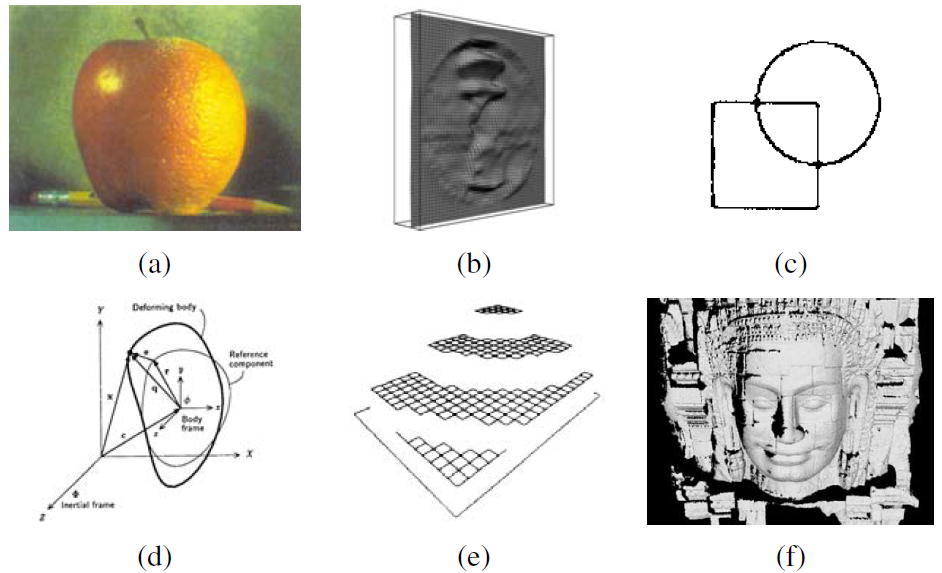 (a)
(b)
(c)
Y
Deforming body
Reference
component
e
r
q
y
x
ϕ
x
Body
frame
z
c
X
Φ
Inertial frame
Z
(d)
(e)
(f)